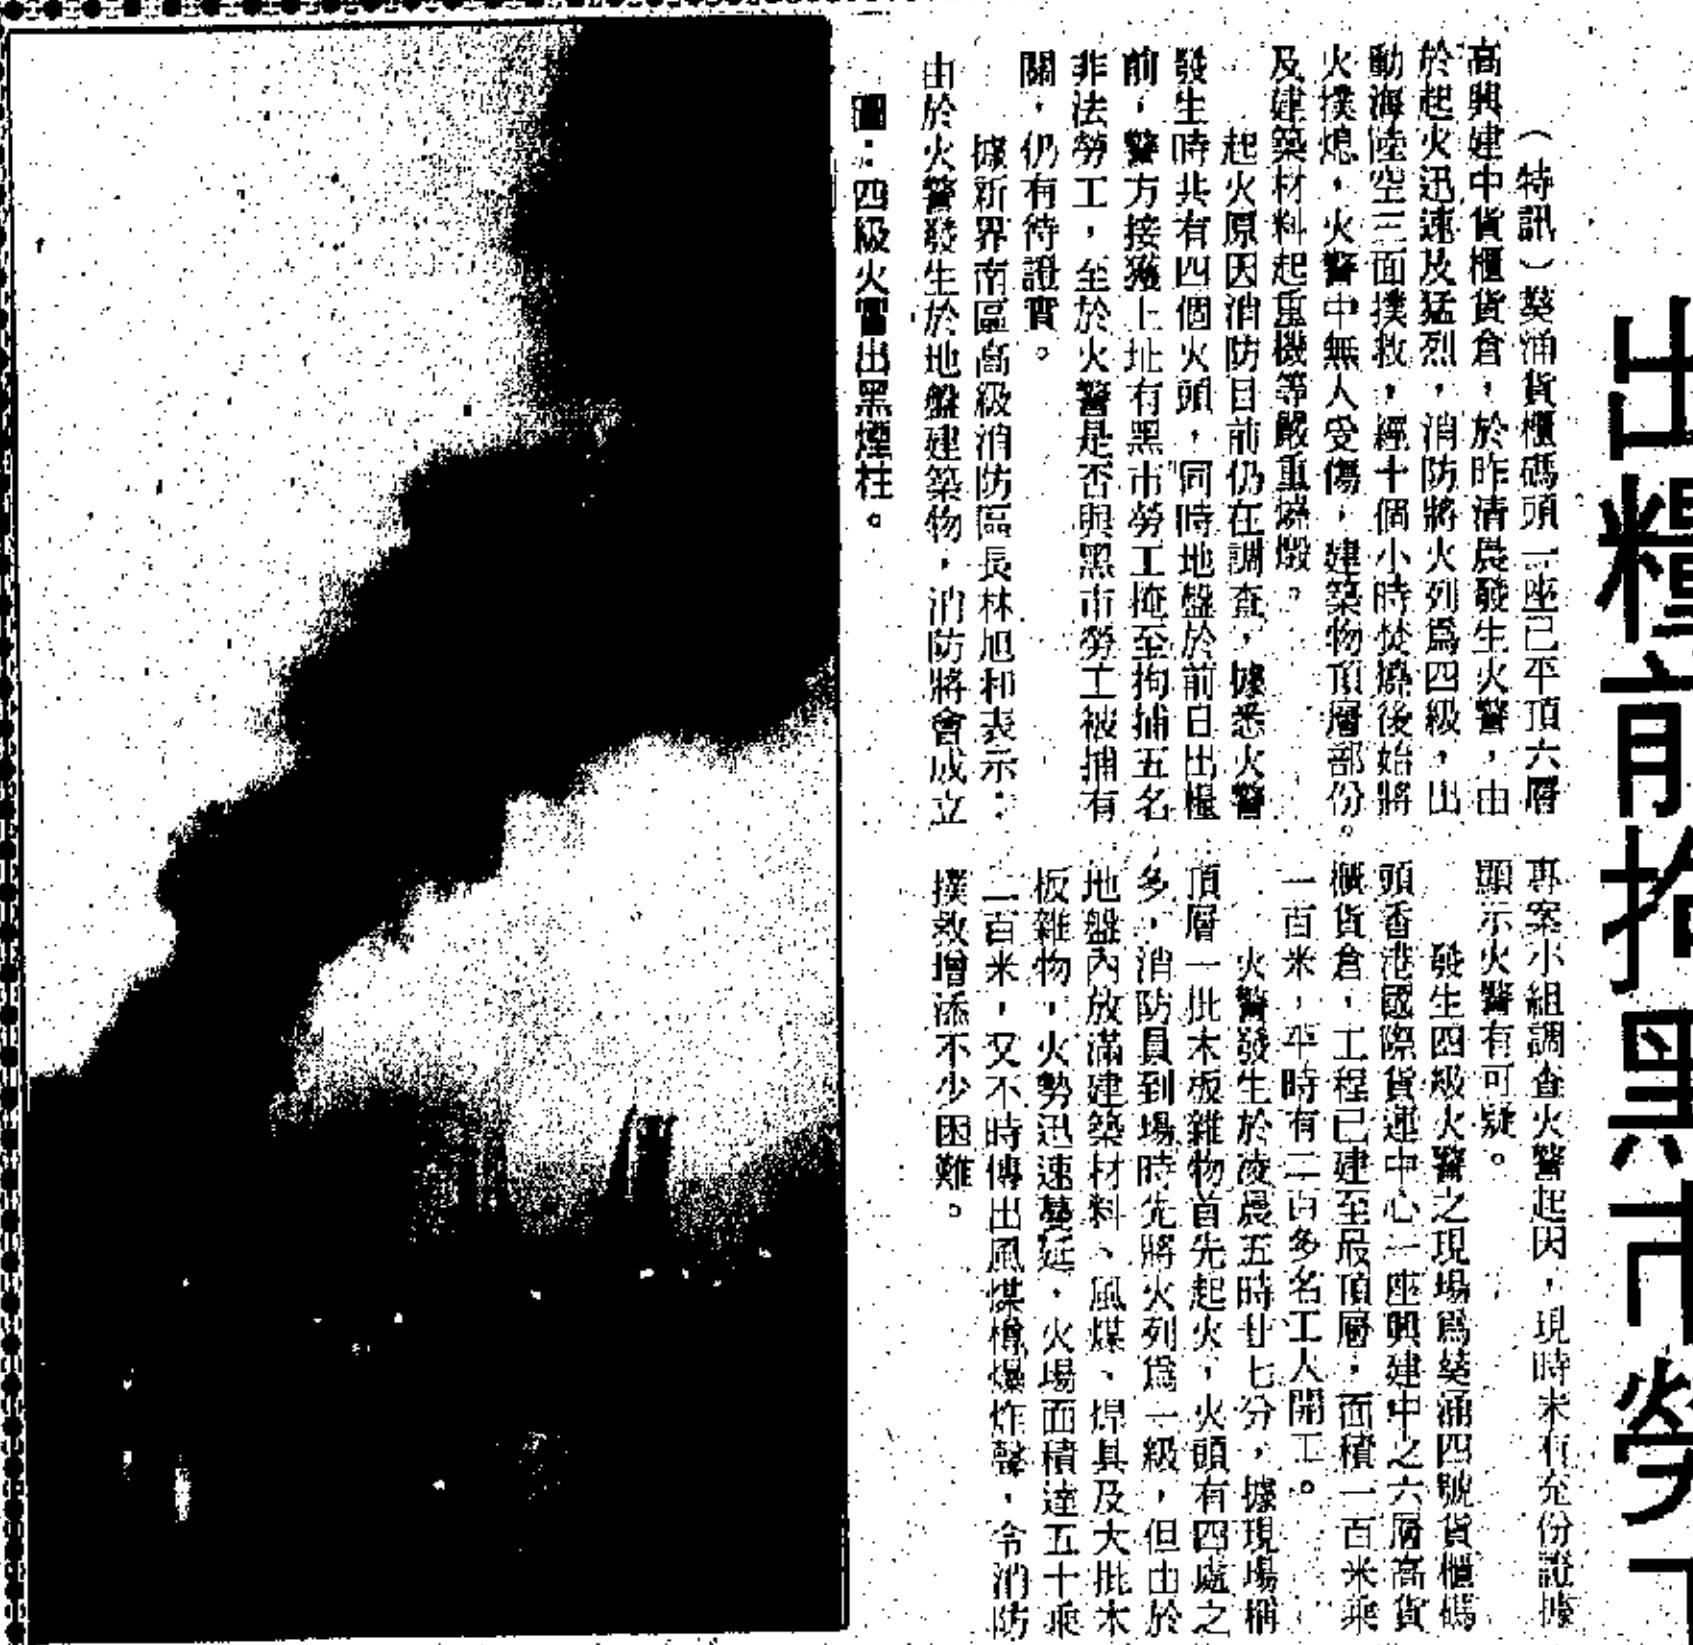 出糧前拘黑市勞工
（特訊）葵涌貨櫃碼頭一座已平頂六層
高興建中貨櫃貨倉，於昨清晨發生火警，由
於起火迅速及猛烈，消防將火列爲四級，出
動海陸空三面撲救，經十個小時焚燒後始將
火撲熄，火警中無人受傷，建築物頂層部份
及建築材料起重機等嚴重燒燬。
起火原因消防目前仍在調查，據悉火警
發生時共有四個火頭，同時地盤於前日出糧
前，警方接獲上址有黑市勞工掩至拘捕五名
非法勞工，至於火警是否與黑市勞工被捕有
關，仍有待證實。
據新界南區高級消防區長林旭和表示：
由於火警發生於地盤建築物，消防將會成立
專案小組調查火警起因，現時未有充份證據
顯示火警有可疑。
發生四級火警之現場爲葵涌四號貨櫃碼
頭香港國際貨運中心一座興建中之六層高貨
櫃貨倉，工程已建至最頂層，面積一百米乘
一百米，平時有二百多名工人開工。
火警發生於凌晨五時廿七分，據現場稱
頂層一批木板雜物首先起火，火頭有四處之
多，消防員到場時先將火列爲一級，但由於
地盤內放滿建築材料、風煤、焊具及大批木
板雜物，火勢迅速蔓延，火場面積達五十乘
二百米，又不時傳出風煤樽爆炸聲，令消防
撲救增添不少困難。
圖：四級火冒出黑煙柱。